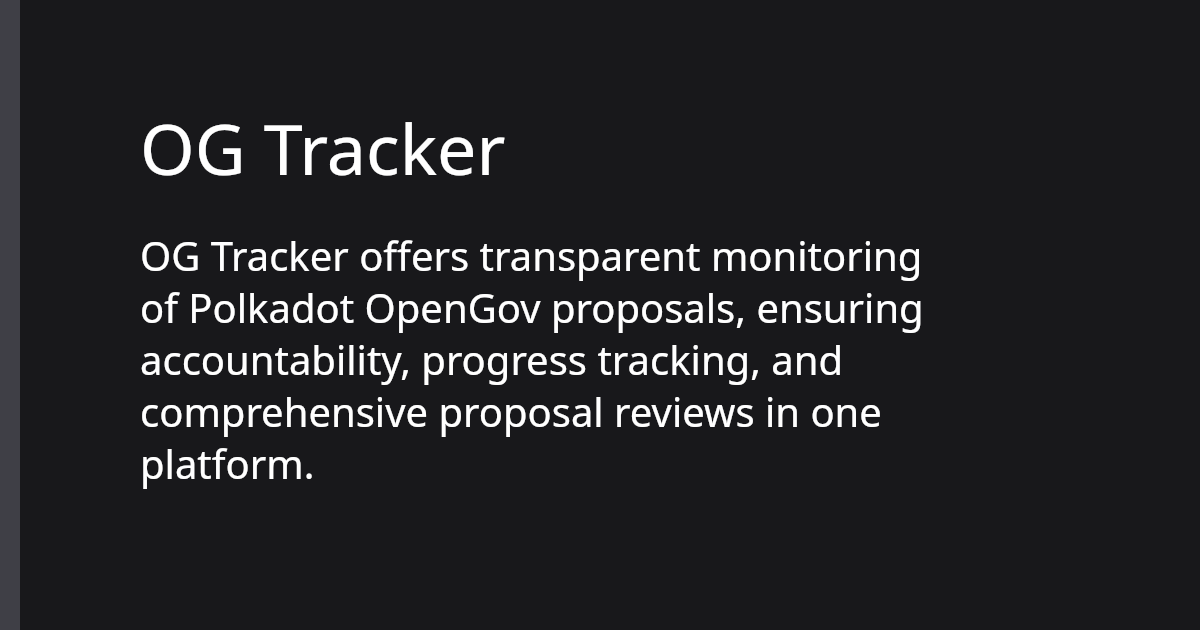 OG Tracker
OG Tracker offers transparent monitoring
of Polkadot OpenGov proposals, ensuring
accountability, progress tracking, and
comprehensive proposal reviews in one
platform.